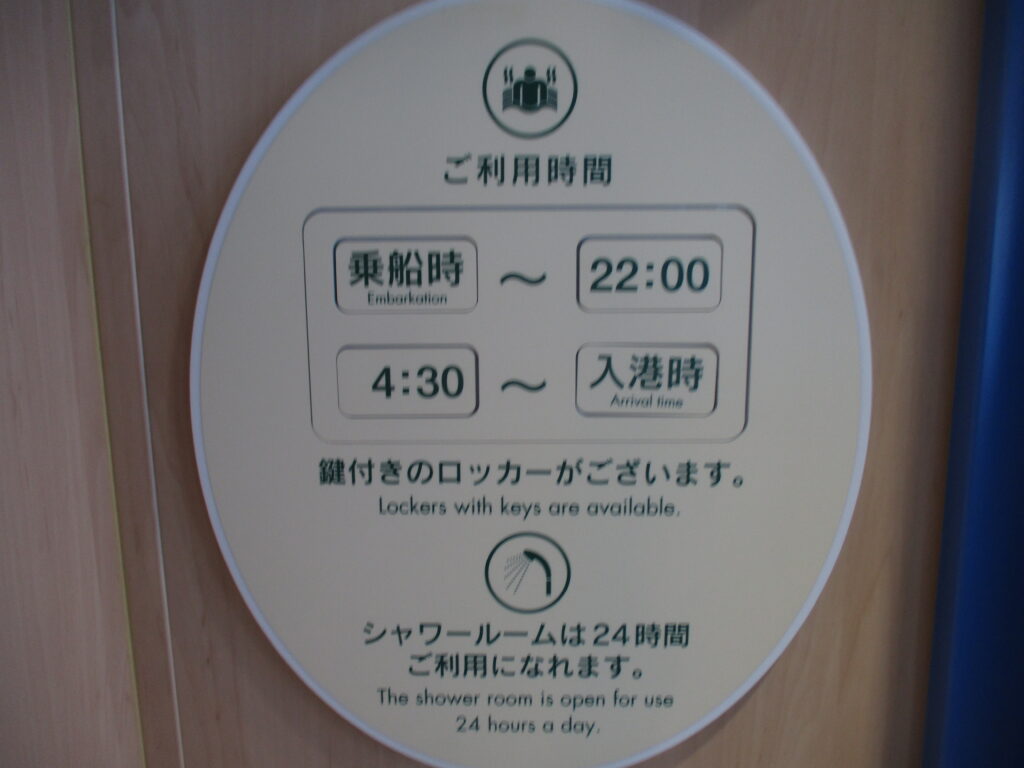 ご利用時間
乗船時 ～ 22:00
Embarkation
4:30 ～ 入港時
Arrival time
鍵付きのロッカーがございます。
Lockers with keys are available.
シャワールームは24時間
ご利用になれます。
The shower room is open for use
24 hours a day.